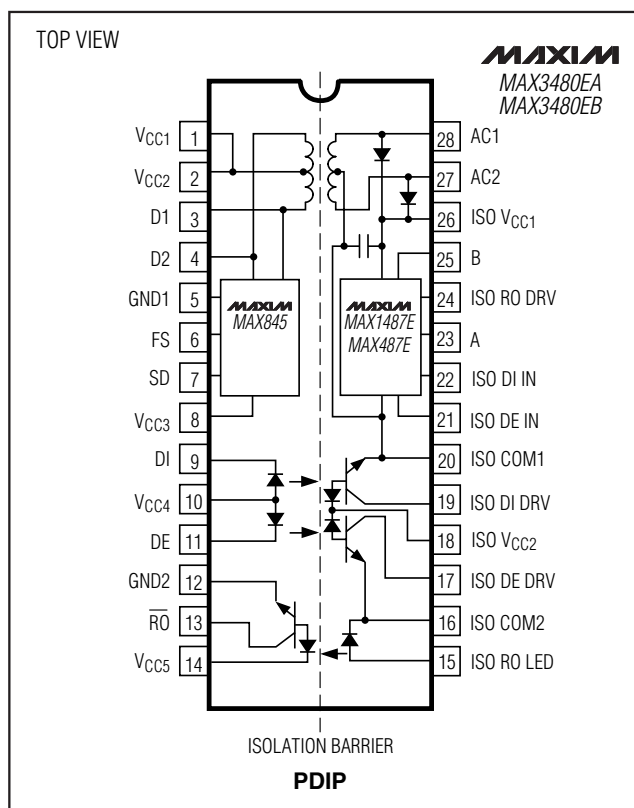 TOP VIEW
MAXIM
MAX3480EA
MAX3480EB
VCC1 1
VCC2 2
D1 3
D2 4
GND1 5
FS 6
SD 7
VCC3 8
DI 9
VCC4 10
DE 11
GND2 12
RO 13
VCC5 14
28 AC1
27 AC2
26 ISO VCC1
25 B
24 ISO RO DRV
23 A
22 ISO DI IN
21 ISO DE IN
20 ISO COM1
19 ISO DI DRV
18 ISO VCC2
17 ISO DE DRV
16 ISO COM2
15 ISO RO LED
MAXIM
MAX845
MAXIM
MAX1487E
MAX487E
ISOLATION BARRIER
PDIP